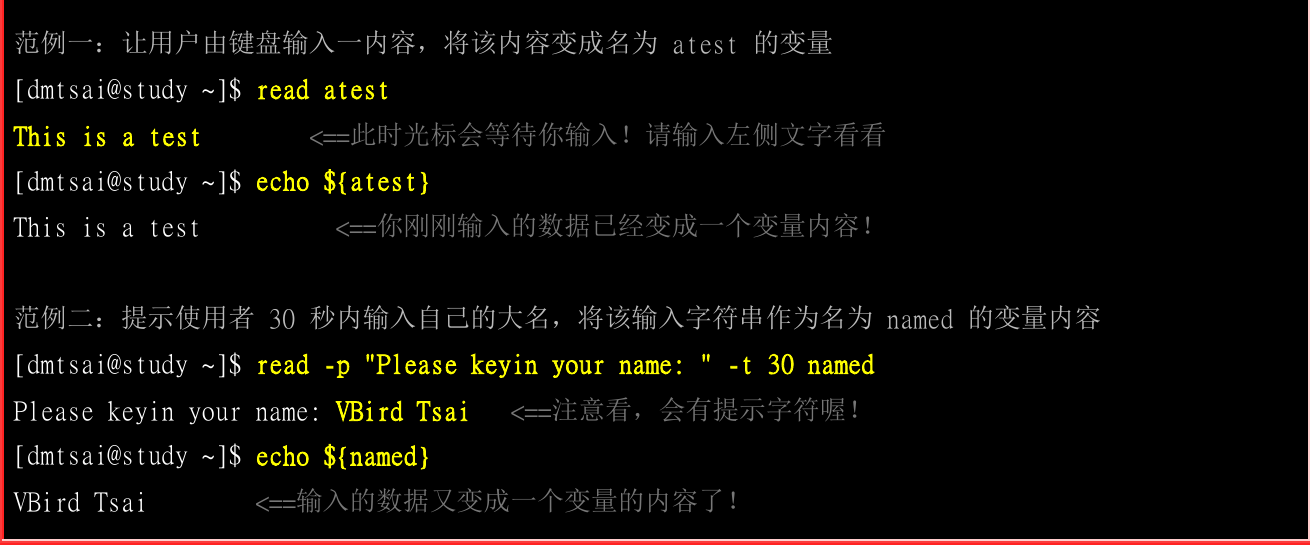 范例一：让用户由键盘输入一内容，将该内容变成名为 atest 的变量
[dmtsai@study ~]$ read atest
This is a test        <==此时光标会等待你输入！请输入左侧文字看看
[dmtsai@study ~]$ echo ${atest}
This is a test          <==你刚刚输入的数据已经变成一个变量内容！
范例二：提示使用者 30 秒内输入自己的大名，将该输入字符串作为名为 named 的变量内容
[dmtsai@study ~]$ read -p "Please keyin your name: " -t 30 named
Please keyin your name: VBird Tsai   <==注意看，会有提示字符喔！
[dmtsai@study ~]$ echo ${named}
VBird Tsai        <==输入的数据又变成一个变量的内容了！